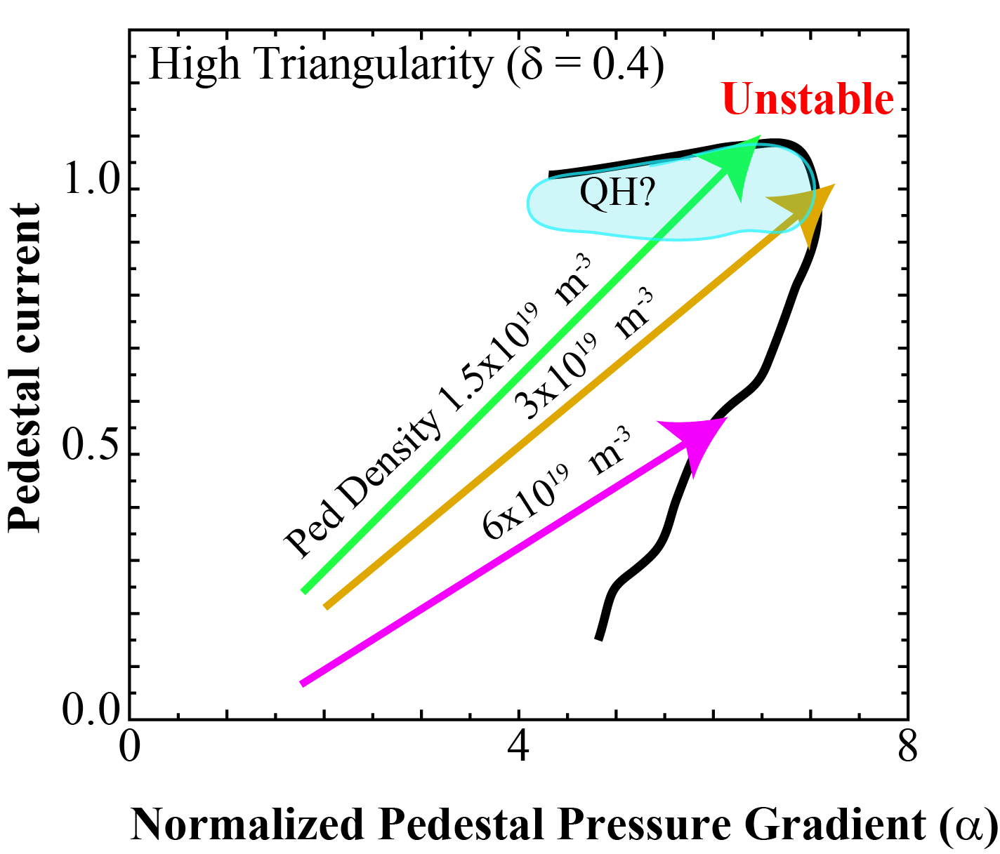 High Triangularity (δ = 0.4)
Unstable
QH?
Ped Density 1.5x10¹⁹ m⁻³
3x10¹⁹ m⁻³
6x10¹⁹ m⁻³
Pedestal current
1.0
0.5
0.0
0
4
8
Normalized Pedestal Pressure Gradient (α)